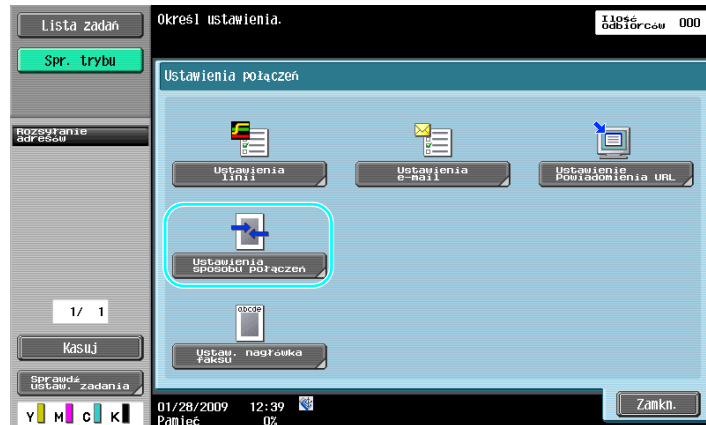 Lista zadań
Spr. trybu
Rozsyłanie
adresów
1/ 1
Kasuj
Sprawdź
ustaw. zadania
Y M C K
Określ ustawienia.
Ilość
odbiorców 000
Ustawienia połączeń
Ustawienia
linii
Ustawienia
e-mail
Ustawienie
Powiadomienia URL
Ustawienia
sposobu połączeń
abcde
Ustaw. nagłówka
faksu
Zamkn.
01/28/2009 12:39
Pamięć 0%